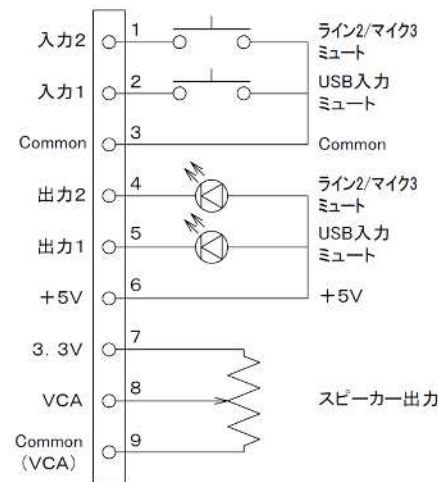 入力2 1 ライン2/マイク3
ミュート
入力1 2 USB入力
ミュート
Common 3 Common
出力2 4 ライン2/マイク3
ミュート
出力1 5 USB入力
ミュート
+5V 6 +5V
3. 3V 7
VCA 8 スピーカー出力
Common 9
(VCA)